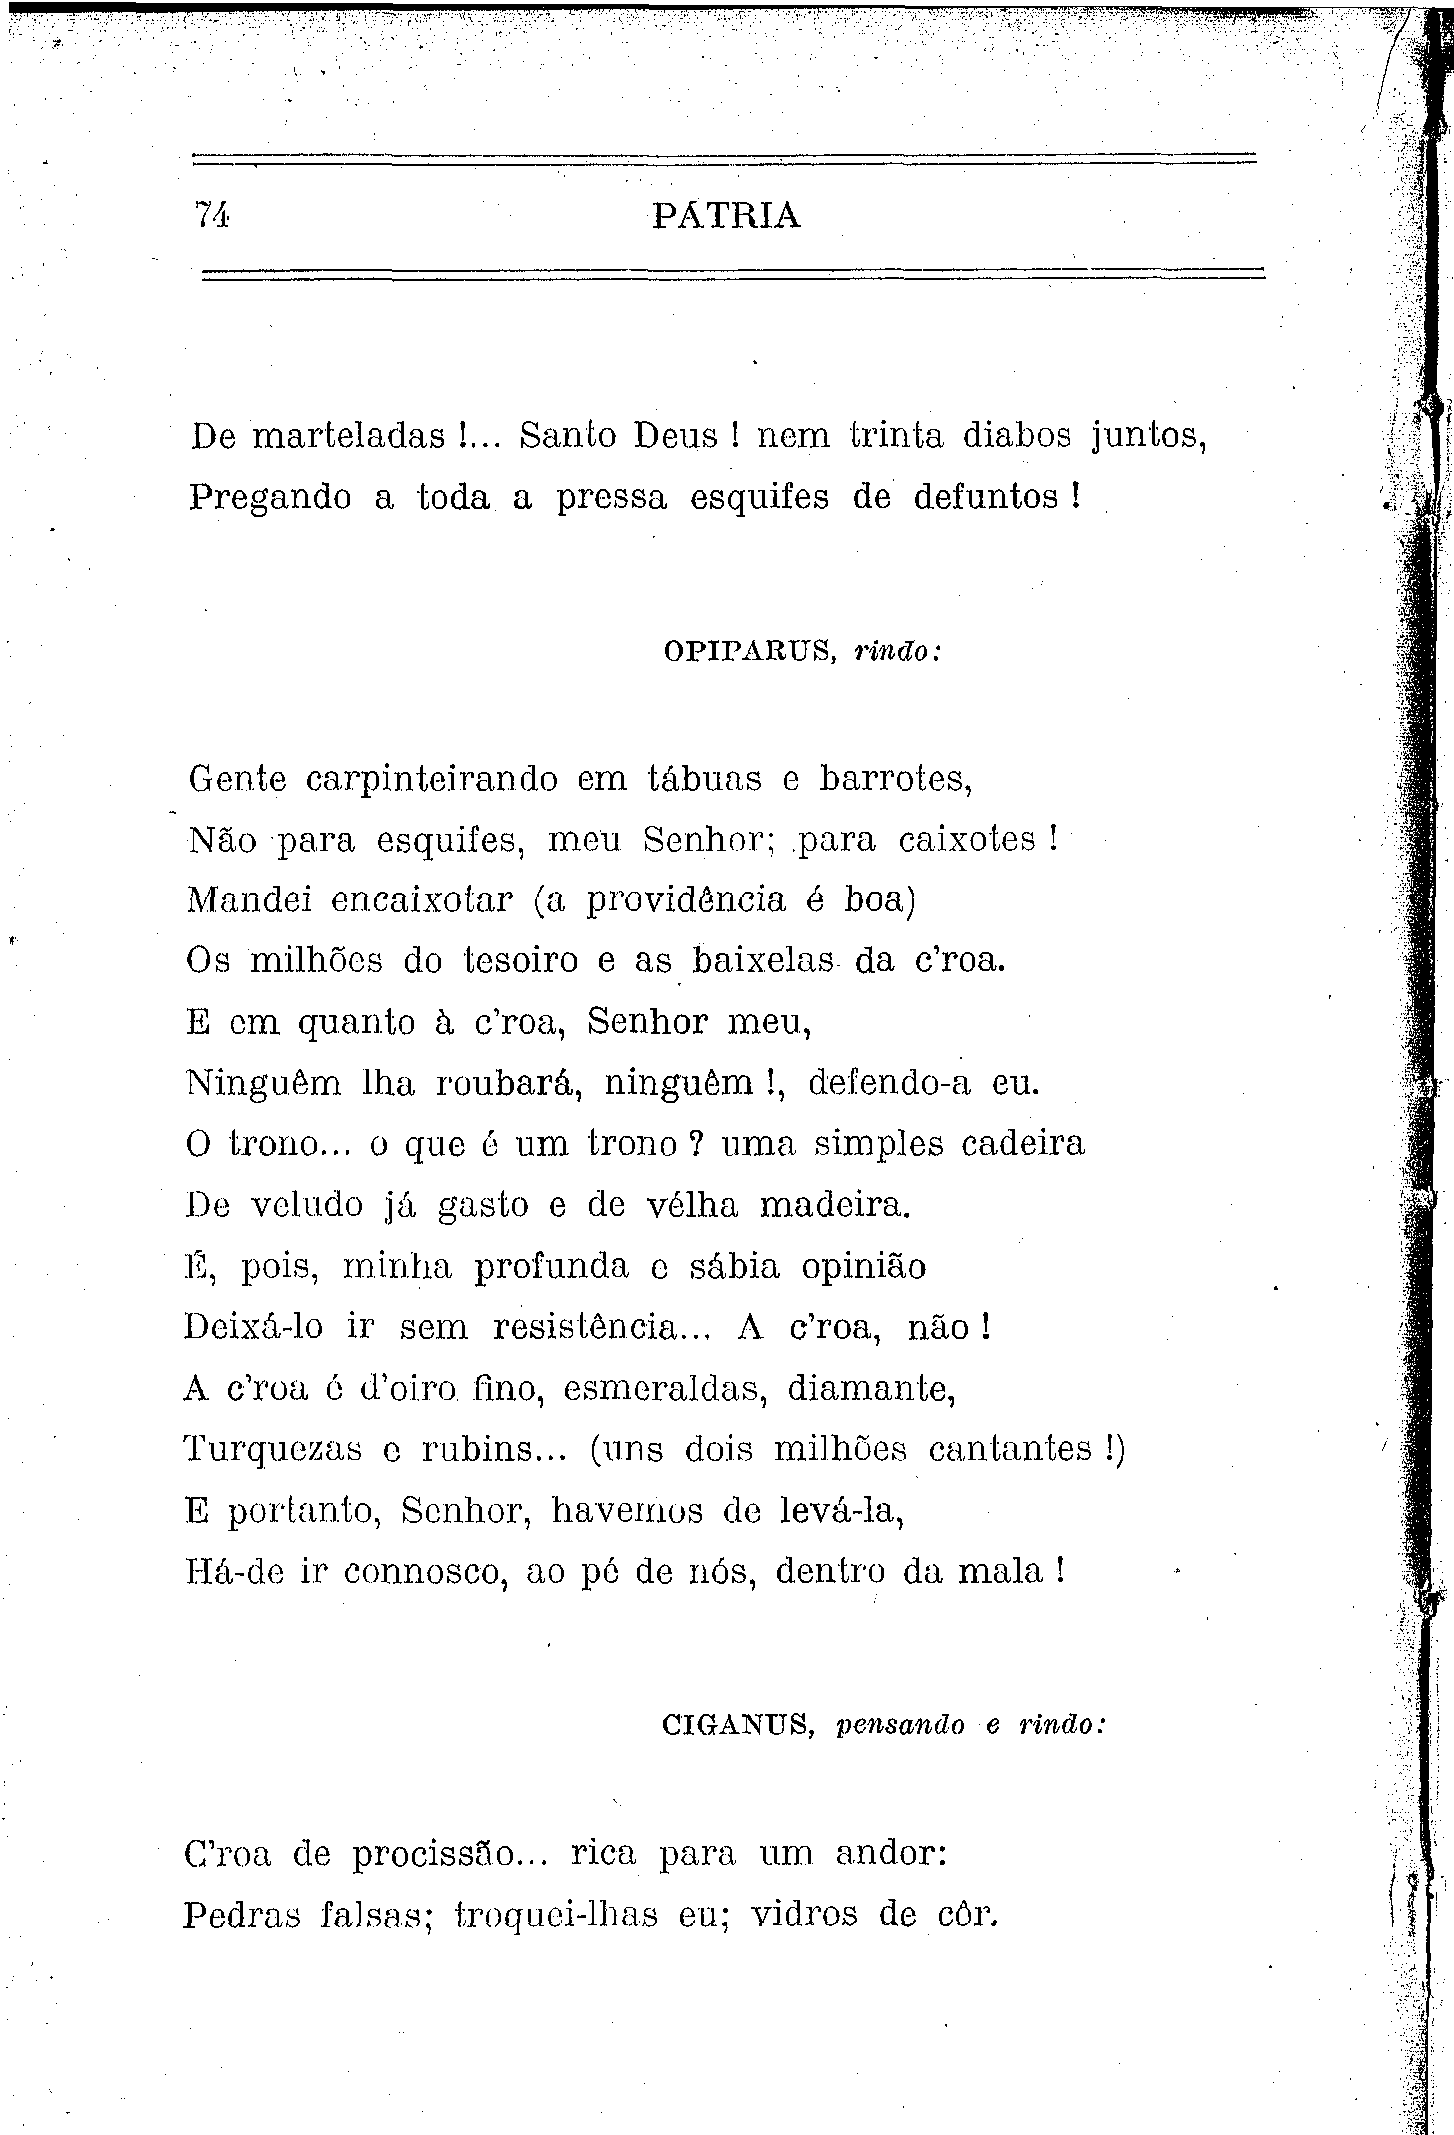 74 PÁTRIA
De marteladas !... Santo Deus ! nem trinta diabos juntos,
Pregando a toda a pressa esquifes de defuntos !
OPIPARUS, rindo:
Gente carpinteirando em tábuas e barrotes,
Não para esquifes, meu Senhor; para caixotes !
Mandei encaixotar (a providência é boa)
Os milhões do tesoiro e as baixelas da c'roa.
E em quanto à c'roa, Senhor meu,
Ninguêm lha roubará, ninguêm !, defendo-a eu.
O trono... o que é um trono ? uma simples cadeira
De veludo já gasto e de vélha madeira.
É, pois, minha profunda e sábia opinião
Deixá-lo ir sem resistência... A c'roa, não !
A c'roa é d'oiro fino, esmeraldas, diamante,
Turquezas e rubins... (uns dois milhões cantantes !)
E portanto, Senhor, havemos de levá-la,
Há-de ir connosco, ao pé de nós, dentro da mala !
CIGANUS, pensando e rindo:
C'roa de procissão... rica para um andor:
Pedras falsas; troquei-lhas eu; vidros de côr.